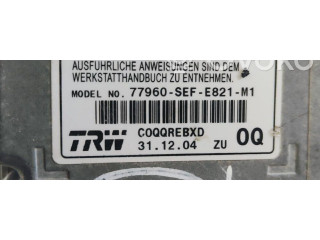 AUSFÜHRLICHE ANWEISUNGEN SIND DEM
WERKSTATTHANDBUCH ZU ENTNEHMEN.
MODEL NO. 77960-SEF-E821-M1
TRW
C0QQREBXD
31.12.04 ZU 0Q